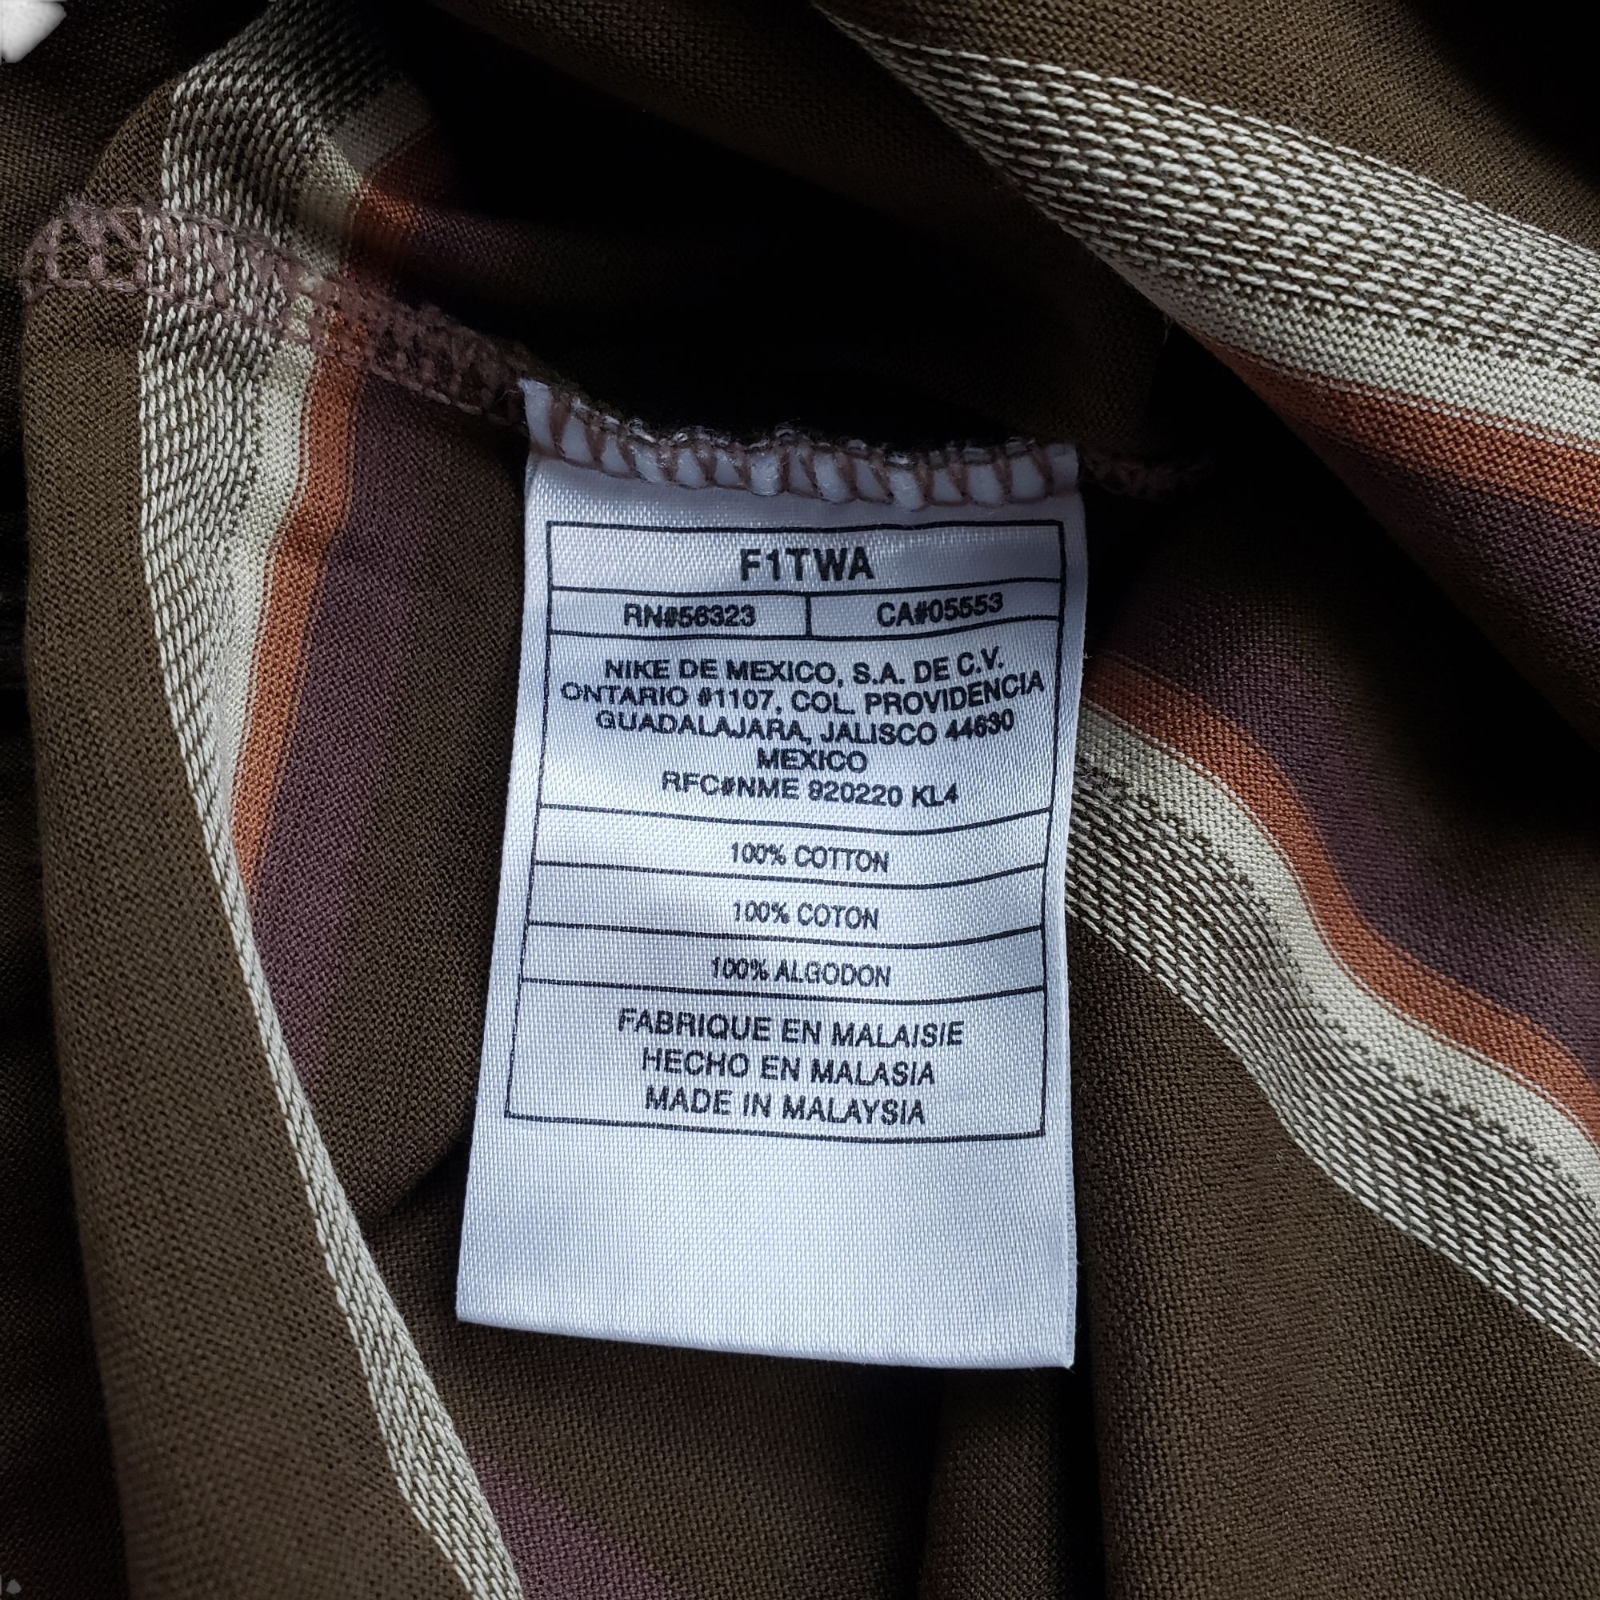 F1TWA
RN#56323 CA#05553
NIKE DE MEXICO, S.A. DE C.V.
ONTARIO #1107, COL. PROVIDENCIA
GUADALAJARA, JALISCO 44630
MEXICO
RFC#NME 920220 KL4
100% COTTON
100% COTON
100% ALGODON
FABRIQUE EN MALAISIE
HECHO EN MALASIA
MADE IN MALAYSIA